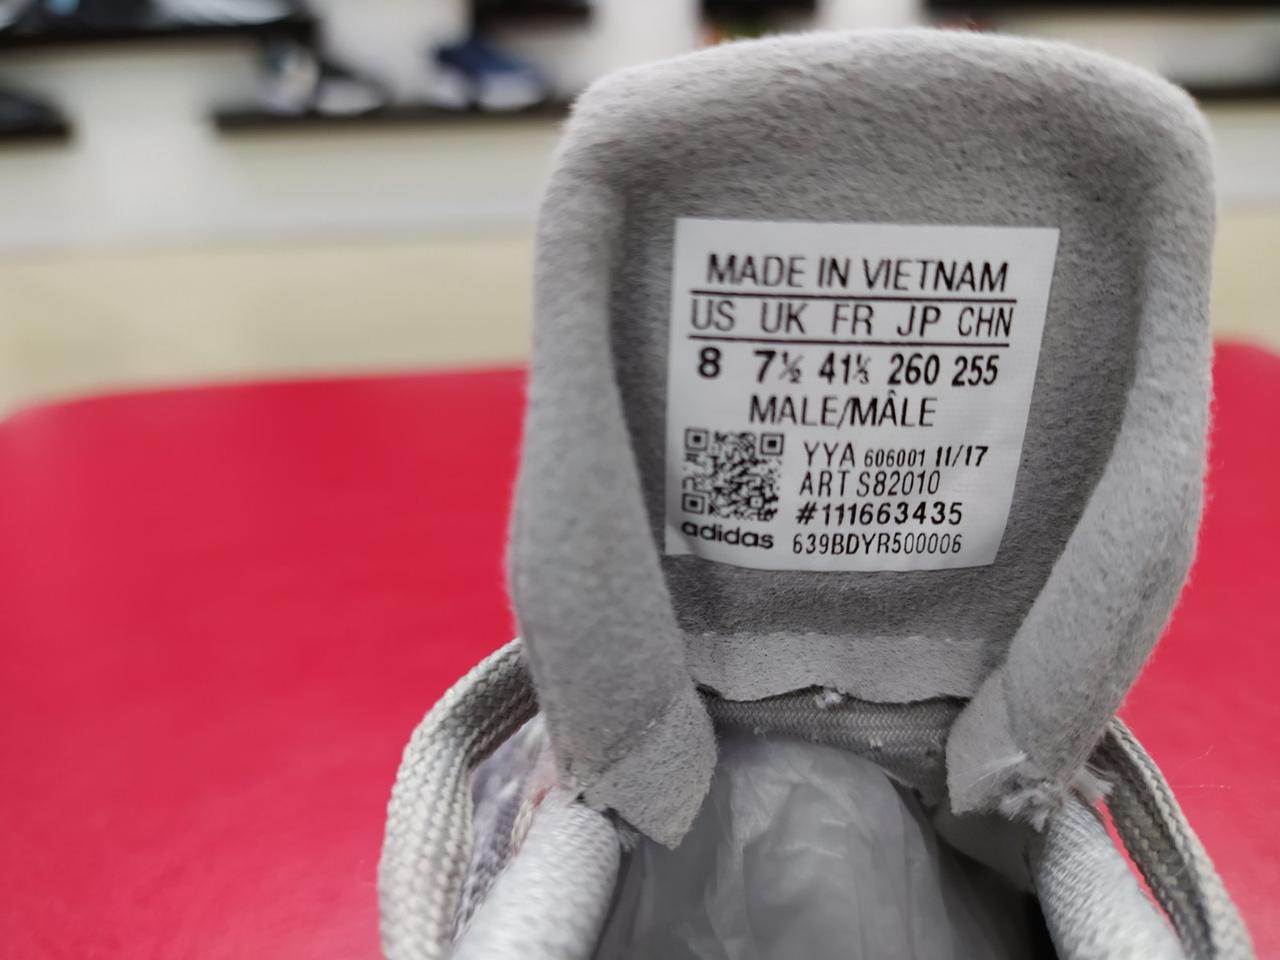 MADE IN VIETNAM
US UK FR JP CHN
8 7½ 41⅓ 260 255
MALE/MÂLE
YYA 606001 11/17
ART S82010
#111663435
adidas 639BDYR500006